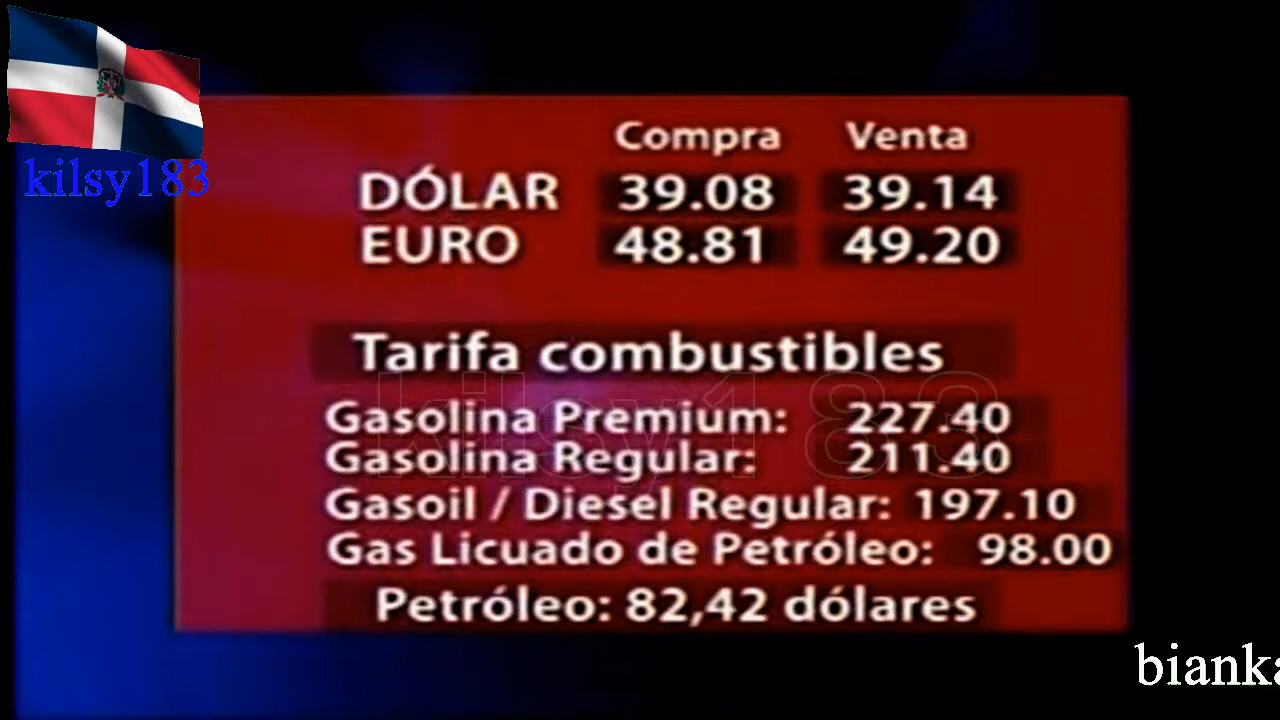 kilsy183
Compra Venta
DÓLAR 39.08 39.14
EURO 48.81 49.20
Tarifa combustibles
kilsy183
Gasolina Premium: 227.40
Gasolina Regular: 211.40
Gasoil / Diesel Regular: 197.10
Gas Licuado de Petróleo: 98.00
Petróleo: 82,42 dólares
bianka